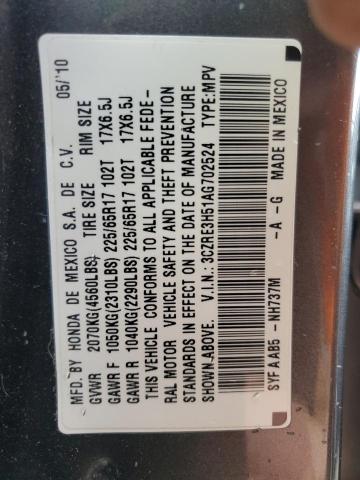 MFD. BY HONDA DE MEXICO S.A. DE C.V. 05/'10
GVWR 2070KG(4560LBS) TIRE SIZE RIM SIZE
GAWR F 1050KG(2310LBS) 225/65R17 102T 17X6.5J
GAWR R 1040KG(2290LBS) 225/65R17 102T 17X6.5J
THIS VEHICLE CONFORMS TO ALL APPLICABLE FEDE-
RAL MOTOR VEHICLE SAFETY AND THEFT PREVENTION
STANDARDS IN EFFECT ON THE DATE OF MANUFACTURE
SHOWN ABOVE. V.I.N.: 3CZRE3H51AG702524 TYPE:MPV
SYFAAB5 -NH737M -A -G MADE IN MEXICO